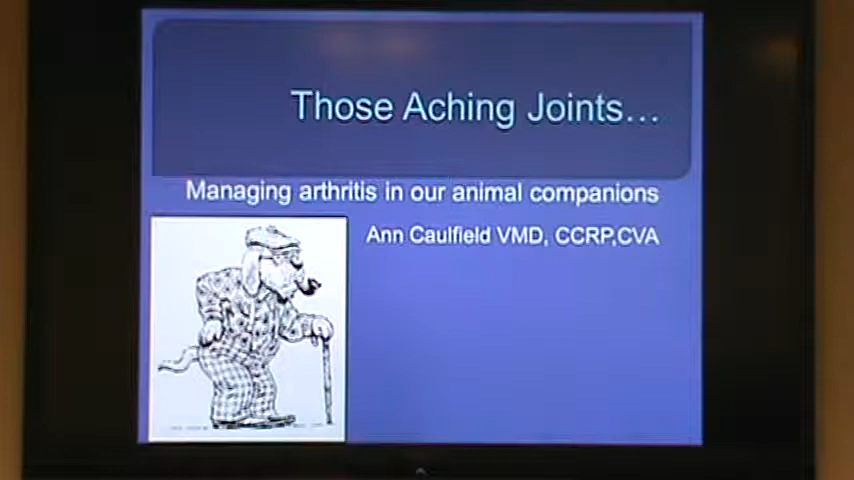 Those Aching Joints...
Managing arthritis in our animal companions
Ann Caulfield VMD, CCRP,CVA